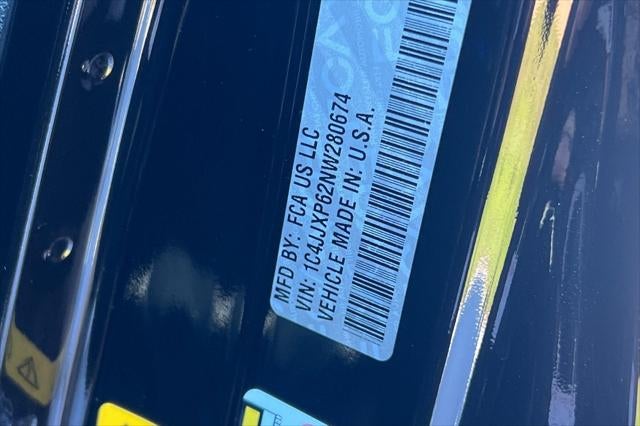 MFD BY: FCA US LLC
VIN: 1C4JJXP62NW280674
VEHICLE MADE IN: U.S.A.